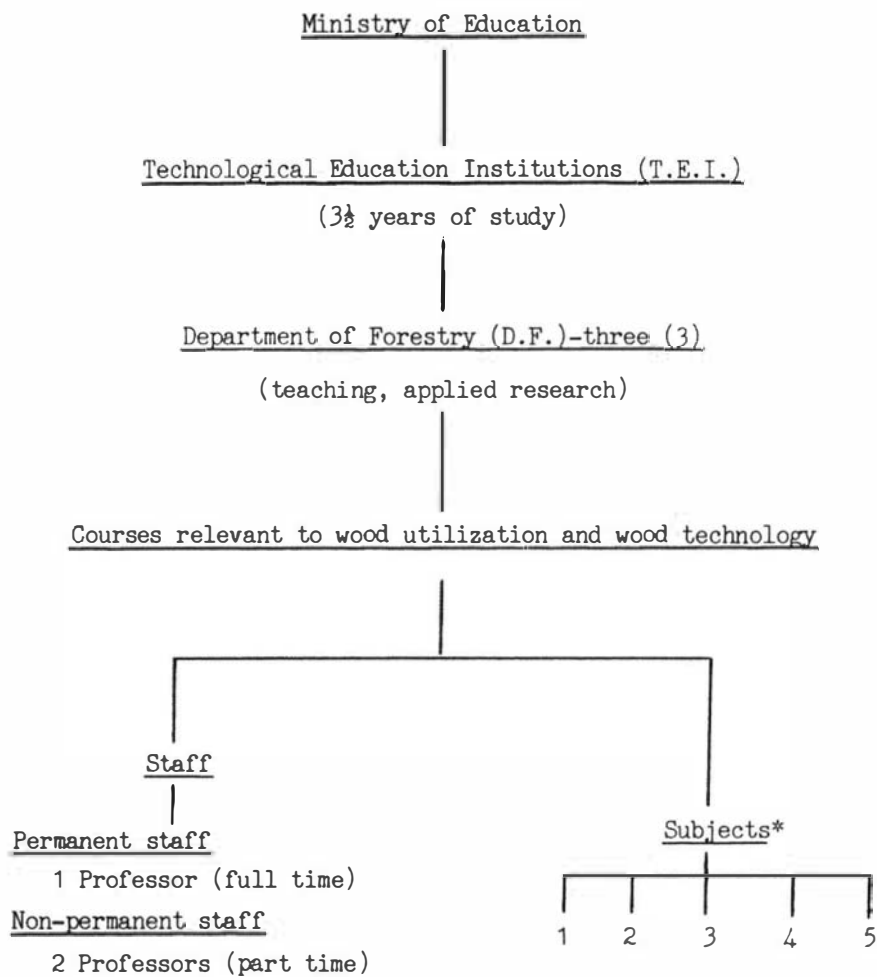 Ministry of Education
Technological Education Institutions (T.E.I.)
(3½ years of study)
Department of Forestry (D.F.)-three (3)
(teaching, applied research)
Courses relevant to wood utilization and wood technology
Staff
Permanent staff
1 Professor (full time)
Non-permanent staff
2 Professors (part time)
Subjects*
1 2 3 4 5